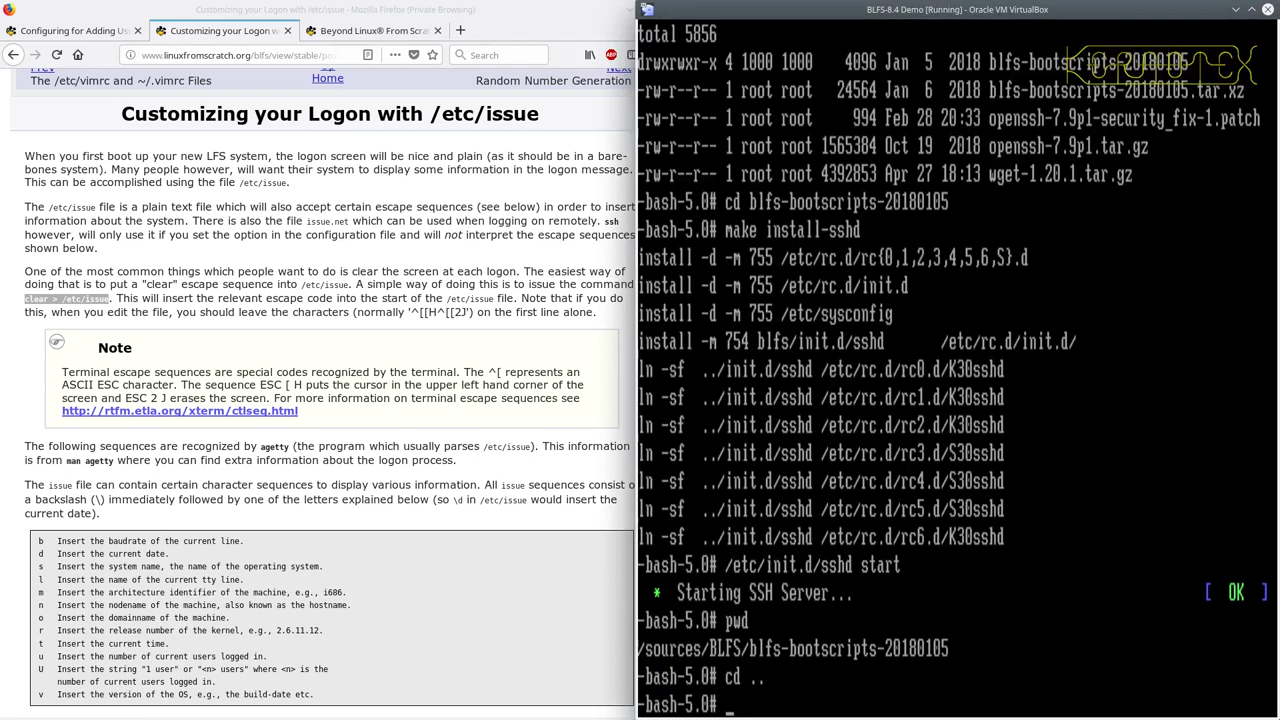 Customizing your Logon with /etc/issue - Mozilla Firefox (Private Browsing)
Configuring for Adding Us
Customizing your Logon w
Beyond Linux® From Scrat
www.linuxfromscratch.org/blfs/view/stable/post
Search
Prev
Next
The /etc/vimrc and ~/.vimrc Files
Home
Random Number Generation
Customizing your Logon with /etc/issue
When you first boot up your new LFS system, the logon screen will be nice and plain (as it should be in a bare-
bones system). Many people however, will want their system to display some information in the logon message.
This can be accomplished using the file /etc/issue.
The /etc/issue file is a plain text file which will also accept certain escape sequences (see below) in order to insert
information about the system. There is also the file issue.net which can be used when logging on remotely. ssh
however, will only use it if you set the option in the configuration file and will not interpret the escape sequences
shown below.
One of the most common things which people want to do is clear the screen at each logon. The easiest way of
doing that is to put a "clear" escape sequence into /etc/issue. A simple way of doing this is to issue the command
clear > /etc/issue. This will insert the relevant escape code into the start of the /etc/issue file. Note that if you do
this, when you edit the file, you should leave the characters (normally '^[[H^[[2J') on the first line alone.
Note
Terminal escape sequences are special codes recognized by the terminal. The ^[ represents an
ASCII ESC character. The sequence ESC [ H puts the cursor in the upper left hand corner of the
screen and ESC 2 J erases the screen. For more information on terminal escape sequences see
http://rtfm.etla.org/xterm/ctlseq.html
The following sequences are recognized by agetty (the program which usually parses /etc/issue). This information
is from man agetty where you can find extra information about the logon process.
The issue file can contain certain character sequences to display various information. All issue sequences consist o
a backslash (\) immediately followed by one of the letters explained below (so \d in /etc/issue would insert the
current date).
b Insert the baudrate of the current line.
d Insert the current date.
s Insert the system name, the name of the operating system.
l Insert the name of the current tty line.
m Insert the architecture identifier of the machine, e.g., i686.
n Insert the nodename of the machine, also known as the hostname.
o Insert the domainname of the machine.
r Insert the release number of the kernel, e.g., 2.6.11.12.
t Insert the current time.
u Insert the number of current users logged in.
U Insert the string "1 user" or "<n> users" where <n> is the
number of current users logged in.
v Insert the version of the OS, e.g., the build-date etc.
BLFS-8.4 Demo [Running] - Oracle VM VirtualBox
total 5856
drwxrwxr-x 4 1000 1000 4096 Jan 5 2018 blfs-bootscripts-20180105
-rw-r--r-- 1 root root 24564 Jan 6 2018 blfs-bootscripts-20180105.tar.xz
-rw-r--r-- 1 root root 994 Feb 28 20:33 openssh-7.9p1-security_fix-1.patch
-rw-r--r-- 1 root root 1565384 Oct 19 2018 openssh-7.9p1.tar.gz
-rw-r--r-- 1 root root 4392853 Apr 27 18:13 wget-1.20.1.tar.gz
-bash-5.0# cd blfs-bootscripts-20180105
-bash-5.0# make install-sshd
install -d -m 755 /etc/rc.d/rc{0,1,2,3,4,5,6,S}.d
install -d -m 755 /etc/rc.d/init.d
install -d -m 755 /etc/sysconfig
install -m 754 blfs/init.d/sshd /etc/rc.d/init.d/
ln -sf ../init.d/sshd /etc/rc.d/rc0.d/K30sshd
ln -sf ../init.d/sshd /etc/rc.d/rc1.d/K30sshd
ln -sf ../init.d/sshd /etc/rc.d/rc2.d/K30sshd
ln -sf ../init.d/sshd /etc/rc.d/rc3.d/S30sshd
ln -sf ../init.d/sshd /etc/rc.d/rc4.d/S30sshd
ln -sf ../init.d/sshd /etc/rc.d/rc5.d/S30sshd
ln -sf ../init.d/sshd /etc/rc.d/rc6.d/K30sshd
-bash-5.0# /etc/init.d/sshd start
* Starting SSH Server... [ OK ]
-bash-5.0# pwd
/sources/BLFS/blfs-bootscripts-20180105
-bash-5.0# cd ..
-bash-5.0# _